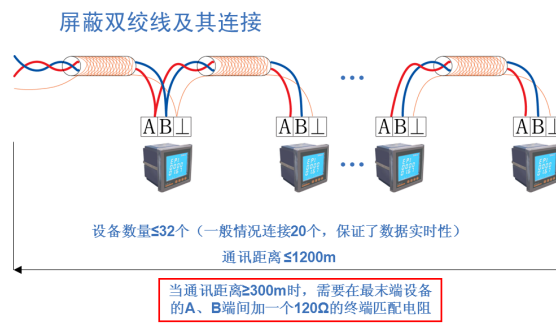 屏蔽双绞线及其连接
A B ⊥ A B ⊥ A B ⊥ A B ⊥
设备数量≤32个（一般情况连接20个，保证了数据实时性）
通讯距离≤1200m
当通讯距离≥300m时，需要在最末端设备
的A、B端间加一个120Ω的终端匹配电阻